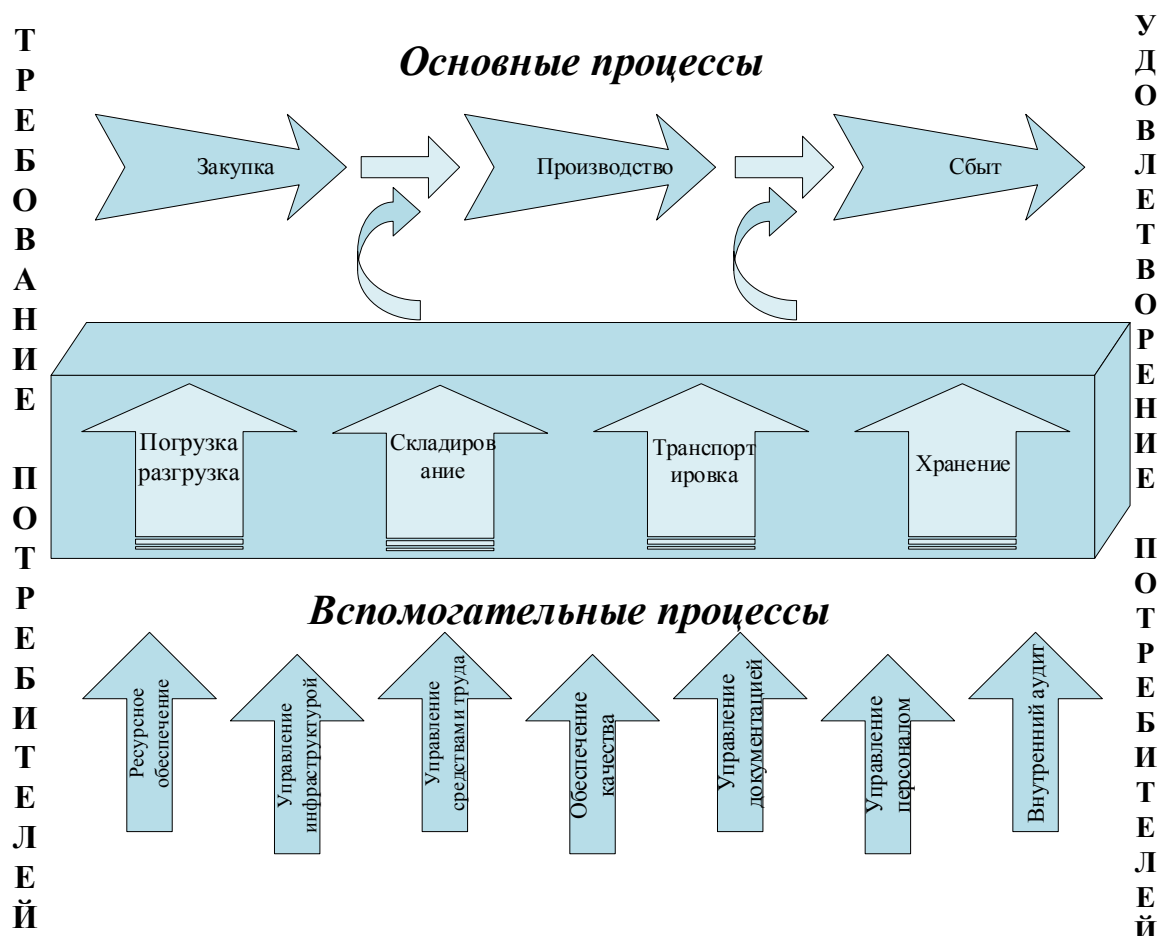 ТРЕБОВАНИЕ ПОТРЕБИТЕЛЕЙ
Основные процессы
Закупка
Производство
Сбыт
Погрузка
разгрузка
Складиров
ание
Транспорт
ировка
Хранение
Вспомогательные процессы
Ресурсное
обеспечение
Управление
инфраструктурой
Управление
средствами труда
Обеспечение
качества
Управление
документацией
Управление
персоналом
Внутренний аудит
УДОВЛЕТВОРЕНИЕ ПОТРЕБИТЕЛЕЙ